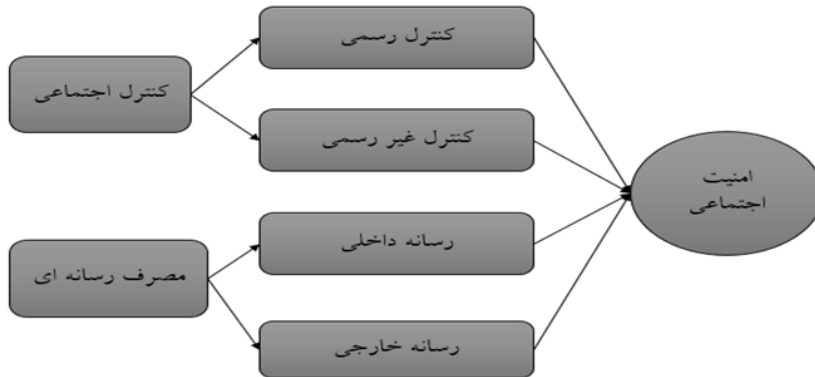 کنترل رسمی
کنترل اجتماعی
کنترل غیر رسمی
امنیت
اجتماعی
رسانه داخلی
مصرف رسانه ای
رسانه خارجی